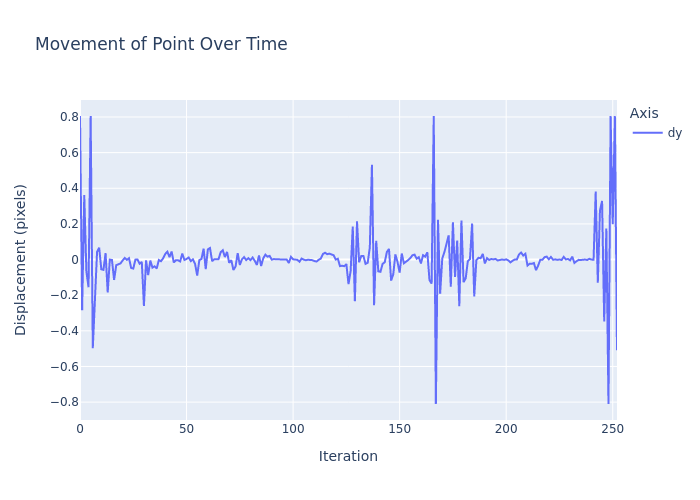 Movement of Point Over Time
Axis
dy
0.8
0.6
0.4
0.2
0
−0.2
−0.4
−0.6
−0.8
Displacement (pixels)
0 50 100 150 200 250
Iteration